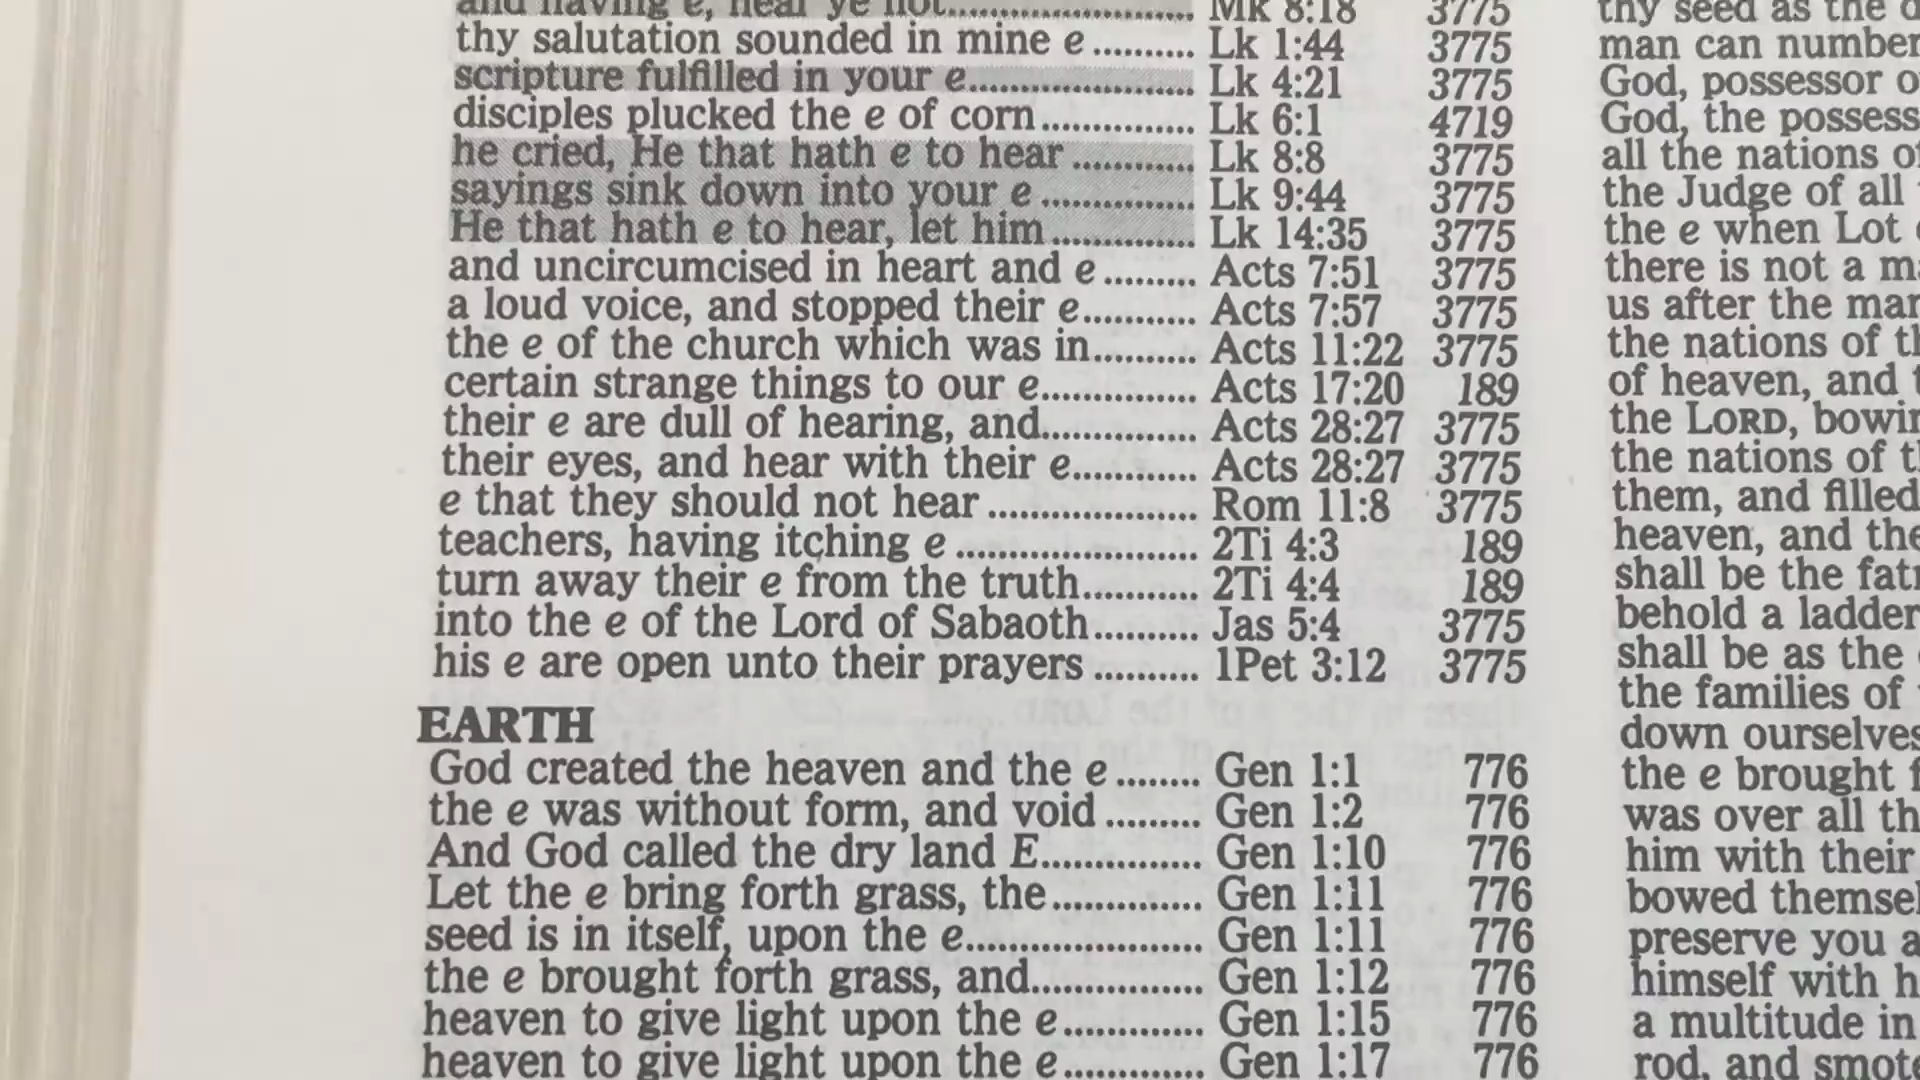 and having e, hear ye not.............................. Mk 8:18 3775
thy salutation sounded in mine e .......... Lk 1:44 3775
scripture fulfilled in your e...................... Lk 4:21 3775
disciples plucked the e of corn ............... Lk 6:1 4719
he cried, He that hath e to hear ............ Lk 8:8 3775
sayings sink down into your e ............... Lk 9:44 3775
He that hath e to hear, let him .............. Lk 14:35 3775
and uncircumcised in heart and e ......... Acts 7:51 3775
a loud voice, and stopped their e........... Acts 7:57 3775
the e of the church which was in.......... Acts 11:22 3775
certain strange things to our e............... Acts 17:20 189
their e are dull of hearing, and............... Acts 28:27 3775
their eyes, and hear with their e............ Acts 28:27 3775
e that they should not hear .................... Rom 11:8 3775
teachers, having itching e ....................... 2Ti 4:3 189
turn away their e from the truth........... 2Ti 4:4 189
into the e of the Lord of Sabaoth.......... Jas 5:4 3775
his e are open unto their prayers .......... 1Pet 3:12 3775
EARTH
God created the heaven and the e ........ Gen 1:1 776
the e was without form, and void ......... Gen 1:2 776
And God called the dry land E............... Gen 1:10 776
Let the e bring forth grass, the .............. Gen 1:11 776
seed is in itself, upon the e....................... Gen 1:11 776
the e brought forth grass, and................. Gen 1:12 776
heaven to give light upon the e.............. Gen 1:15 776
heaven to give light upon the e.............. Gen 1:17 776
thy seed as the
man can number
God, possessor
God, the
all the nations
the Judge of all
the e when Lot
there is not a
us after the
the nations of
of heaven, and
the LORD,
the nations of
them, and filled
heaven, and
shall be the
behold a ladder
shall be as the
the families of
down ourselves
the e brought
was over all
him with their
bowed
preserve you
himself with
a multitude in
rod, and